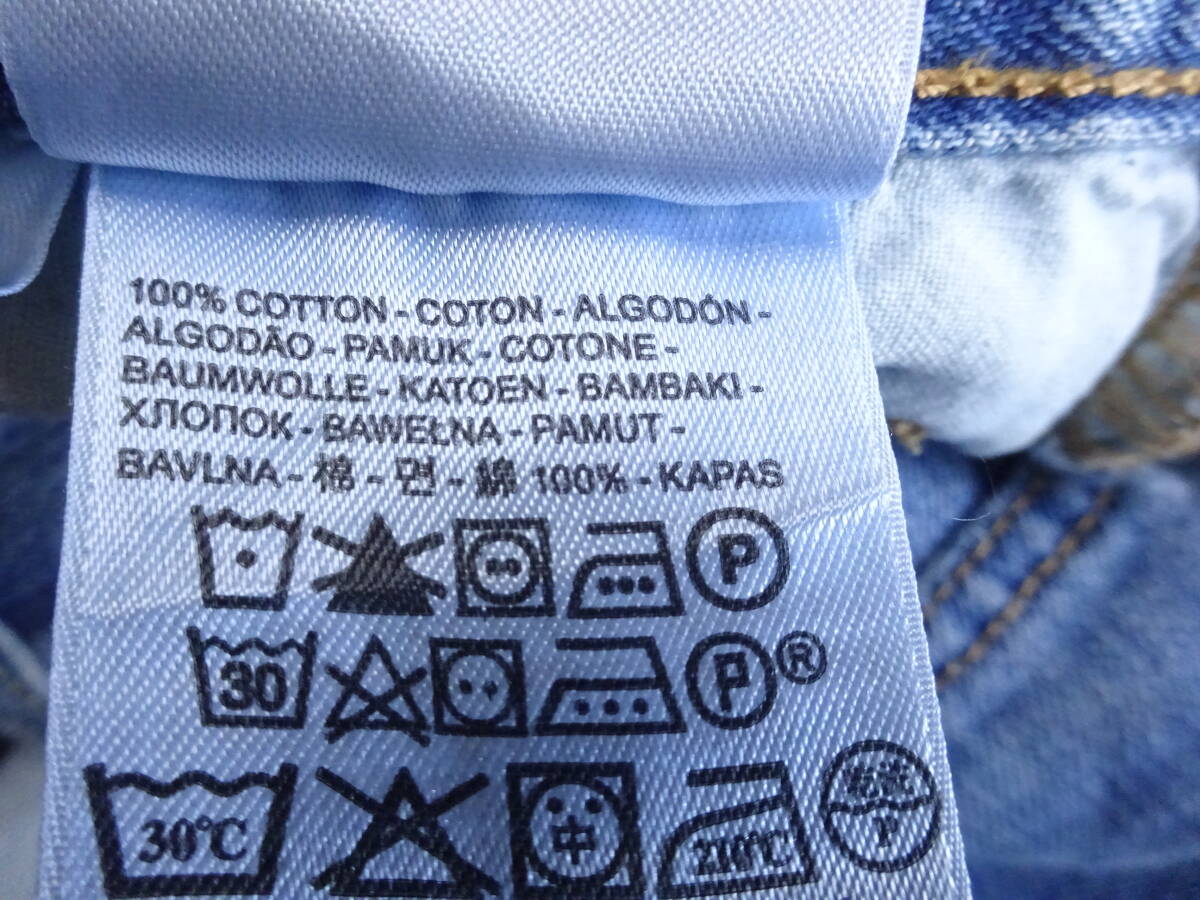 100% COTTON - COTON - ALGODÓN -
ALGODÃO - PAMUK - COTONE -
BAUMWOLLE - KATOEN - BAMBAKI -
ХЛОПОК - BAWEŁNA - PAMUT -
BAVLNA - 棉 - 면 - 綿 100% - KAPAS
P
30 P ®
30℃ 中 210℃ P